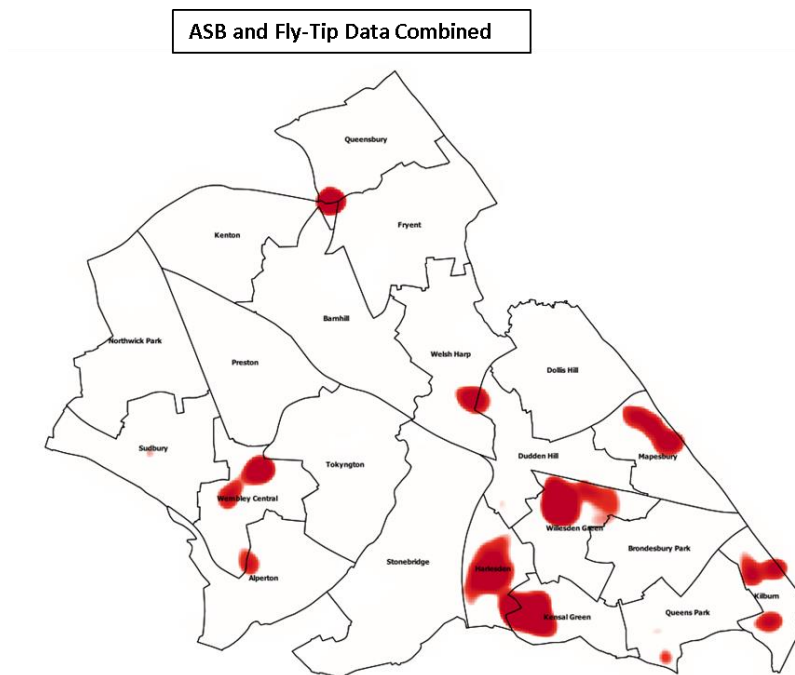 ASB and Fly-Tip Data Combined
Queensbury
Fryent
Kenton
Barnhill
Northwick Park
Preston
Welsh Harp
Dollis Hill
Sudbury
Tokyngton
Dudden Hill
Mapesbury
Wembley Central
Willesden Green
Brondesbury Park
Stonebridge
Harlesden
Alperton
Kilburn
Queens Park
Kensal Green